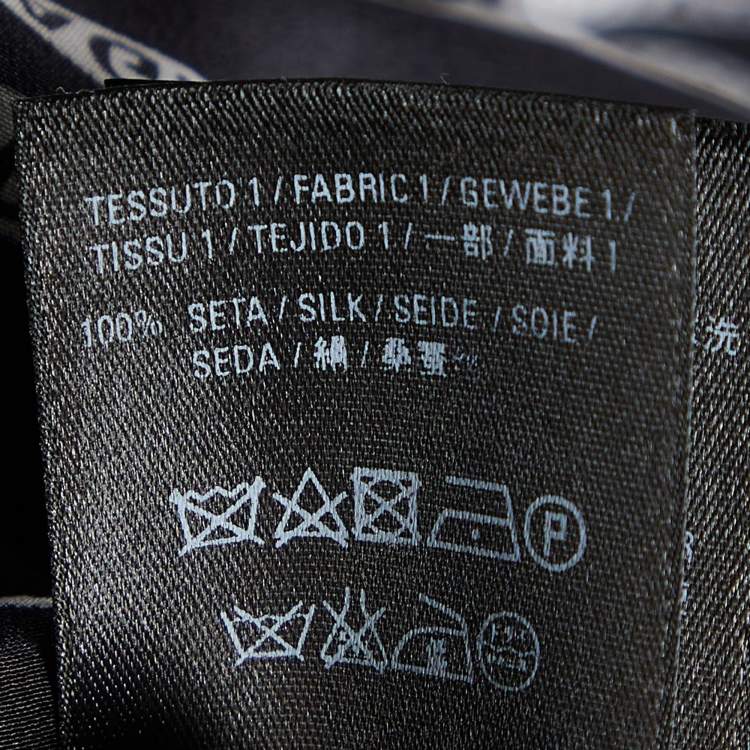 TESSUTO 1 / FABRIC 1 / GEWEBE 1 /
TISSU 1 / TEJIDO 1 / 一部 / 面料 1
100% SETA / SILK / SEIDE / SOIE /
SEDA / 絹 /
洗
P